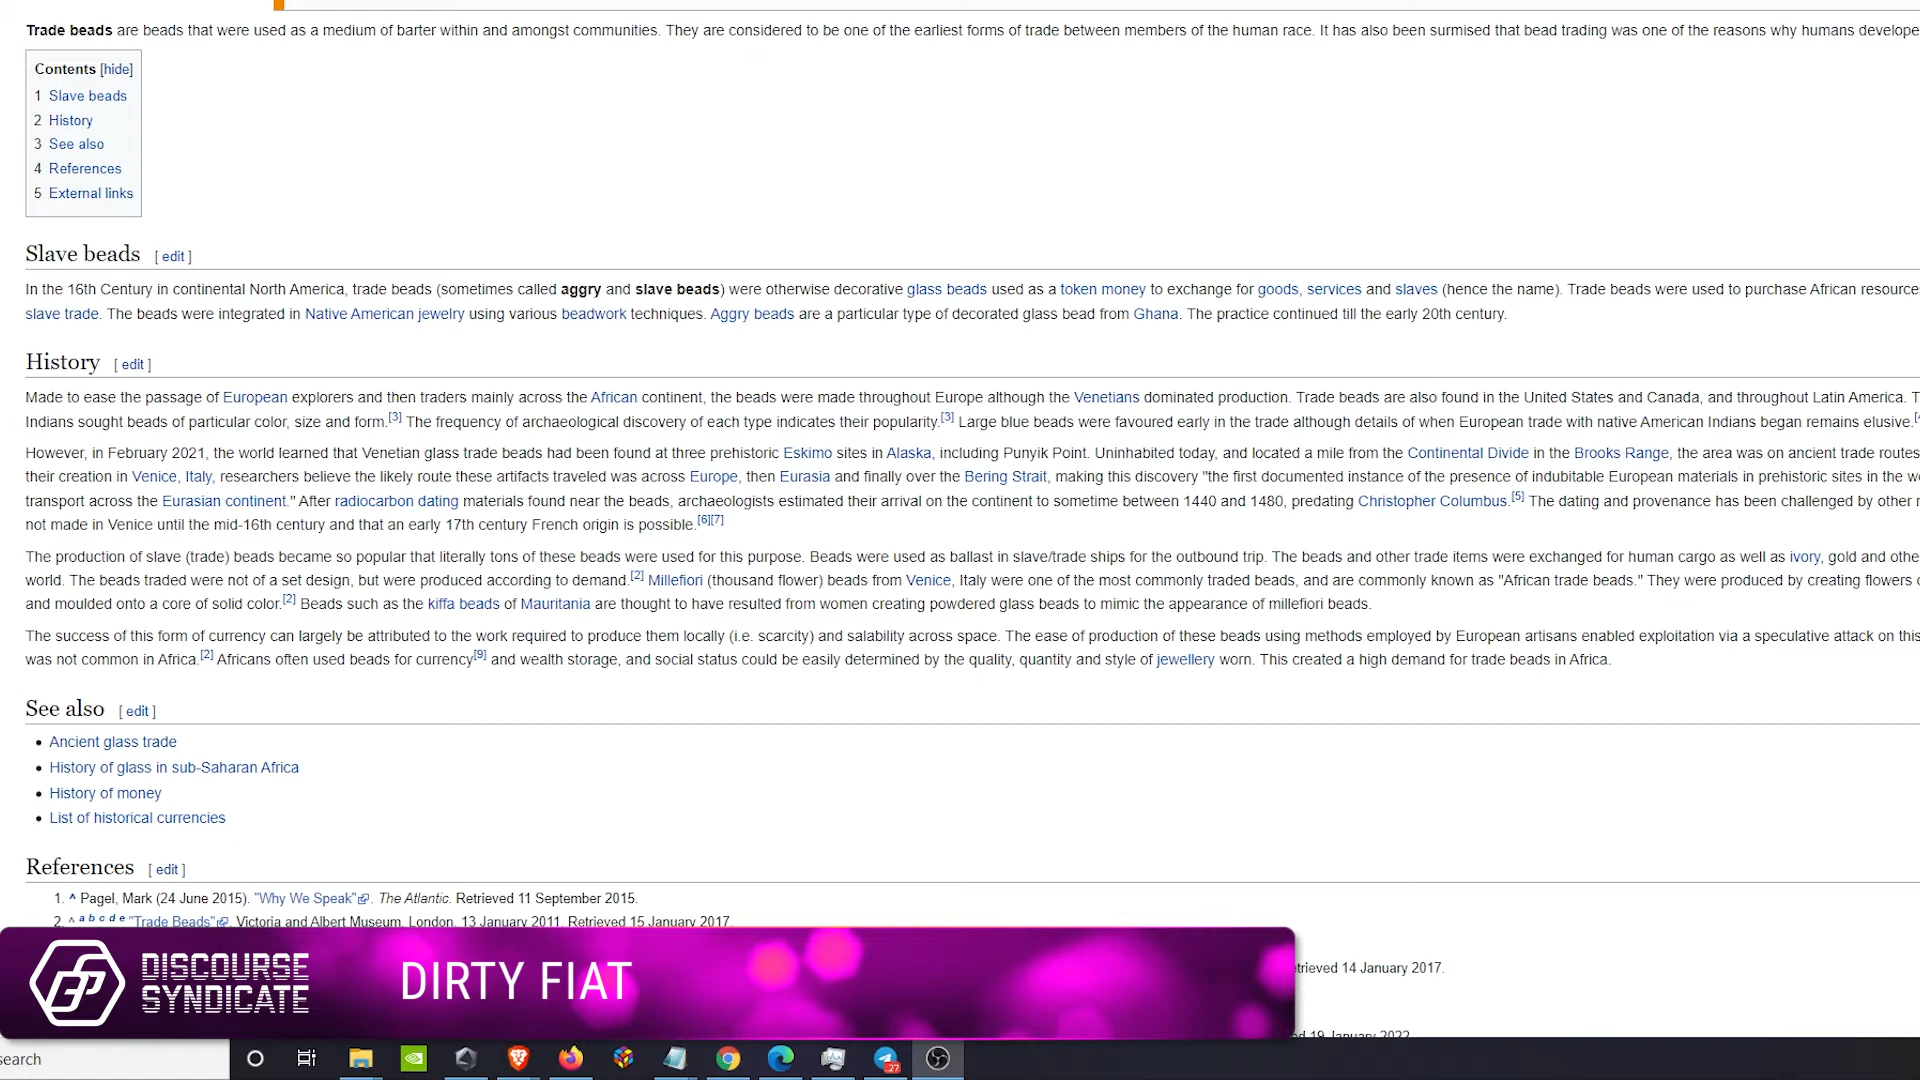 Trade beads are beads that were used as a medium of barter within and amongst communities. They are considered to be one of the earliest forms of trade between members of the human race. It has also been surmised that bead trading was one of the reasons why humans develope
Contents [hide]
1 Slave beads
2 History
3 See also
4 References
5 External links
Slave beads [ edit ]
In the 16th Century in continental North America, trade beads (sometimes called aggry and slave beads) were otherwise decorative glass beads used as a token money to exchange for goods, services and slaves (hence the name). Trade beads were used to purchase African resource
slave trade. The beads were integrated in Native American jewelry using various beadwork techniques. Aggry beads are a particular type of decorated glass bead from Ghana. The practice continued till the early 20th century.
History [ edit ]
Made to ease the passage of European explorers and then traders mainly across the African continent, the beads were made throughout Europe although the Venetians dominated production. Trade beads are also found in the United States and Canada, and throughout Latin America. T
Indians sought beads of particular color, size and form.[3] The frequency of archaeological discovery of each type indicates their popularity.[3] Large blue beads were favoured early in the trade although details of when European trade with native American Indians began remains elusive.[
However, in February 2021, the world learned that Venetian glass trade beads had been found at three prehistoric Eskimo sites in Alaska, including Punyik Point. Uninhabited today, and located a mile from the Continental Divide in the Brooks Range, the area was on ancient trade routes
their creation in Venice, Italy, researchers believe the likely route these artifacts traveled was across Europe, then Eurasia and finally over the Bering Strait, making this discovery "the first documented instance of the presence of indubitable European materials in prehistoric sites in the w
transport across the Eurasian continent." After radiocarbon dating materials found near the beads, archaeologists estimated their arrival on the continent to sometime between 1440 and 1480, predating Christopher Columbus.[5] The dating and provenance has been challenged by other
not made in Venice until the mid-16th century and that an early 17th century French origin is possible.[6][7]
The production of slave (trade) beads became so popular that literally tons of these beads were used for this purpose. Beads were used as ballast in slave/trade ships for the outbound trip. The beads and other trade items were exchanged for human cargo as well as ivory, gold and othe
world. The beads traded were not of a set design, but were produced according to demand.[2] Millefiori (thousand flower) beads from Venice, Italy were one of the most commonly traded beads, and are commonly known as "African trade beads." They were produced by creating flowers
and moulded onto a core of solid color.[2] Beads such as the kiffa beads of Mauritania are thought to have resulted from women creating powdered glass beads to mimic the appearance of millefiori beads.
The success of this form of currency can largely be attributed to the work required to produce them locally (i.e. scarcity) and salability across space. The ease of production of these beads using methods employed by European artisans enabled exploitation via a speculative attack on this
was not common in Africa.[2] Africans often used beads for currency[9] and wealth storage, and social status could be easily determined by the quality, quantity and style of jewellery worn. This created a high demand for trade beads in Africa.
See also [ edit ]
• Ancient glass trade
• History of glass in sub-Saharan Africa
• History of money
• List of historical currencies
References [ edit ]
1. ^ Pagel, Mark (24 June 2015). "Why We Speak". The Atlantic. Retrieved 11 September 2015.
2. ^ a b c d e "Trade Beads". Victoria and Albert Museum, London. 13 January 2011. Retrieved 15 January 2017.
etrieved 14 January 2017.
ed 19 January 2022
DISCOURSE
SYNDICATE
DIRTY FIAT
search
27